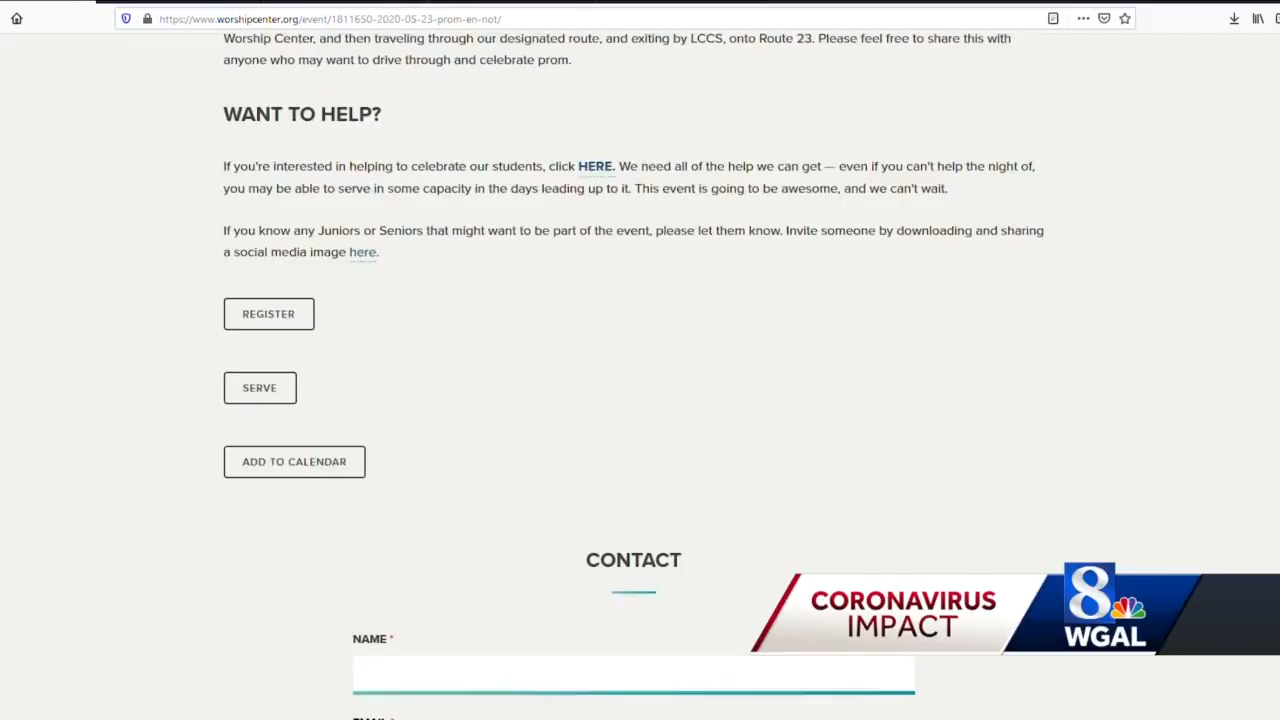 https://www.worshipcenter.org/event/1811650-2020-05-23-prom-en-not/
Worship Center, and then traveling through our designated route, and exiting by LCCS, onto Route 23. Please feel free to share this with
anyone who may want to drive through and celebrate prom.
WANT TO HELP?
If you're interested in helping to celebrate our students, click HERE. We need all of the help we can get — even if you can't help the night of,
you may be able to serve in some capacity in the days leading up to it. This event is going to be awesome, and we can't wait.
If you know any Juniors or Seniors that might want to be part of the event, please let them know. Invite someone by downloading and sharing
a social media image here.
REGISTER
SERVE
ADD TO CALENDAR
CONTACT
NAME *
CORONAVIRUS
IMPACT
8
WGAL